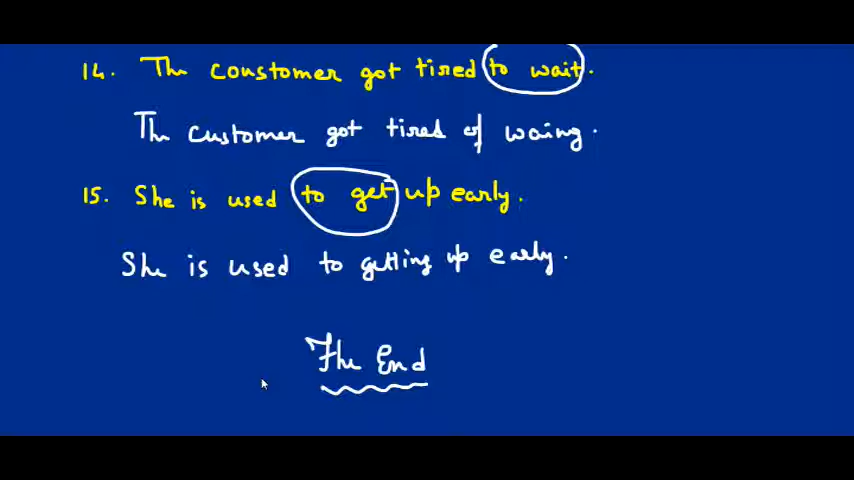 14. The constomer got tired to wait.
The customer got tired of waing.
15. She is used to get up early.
She is used to getting up early.
The End